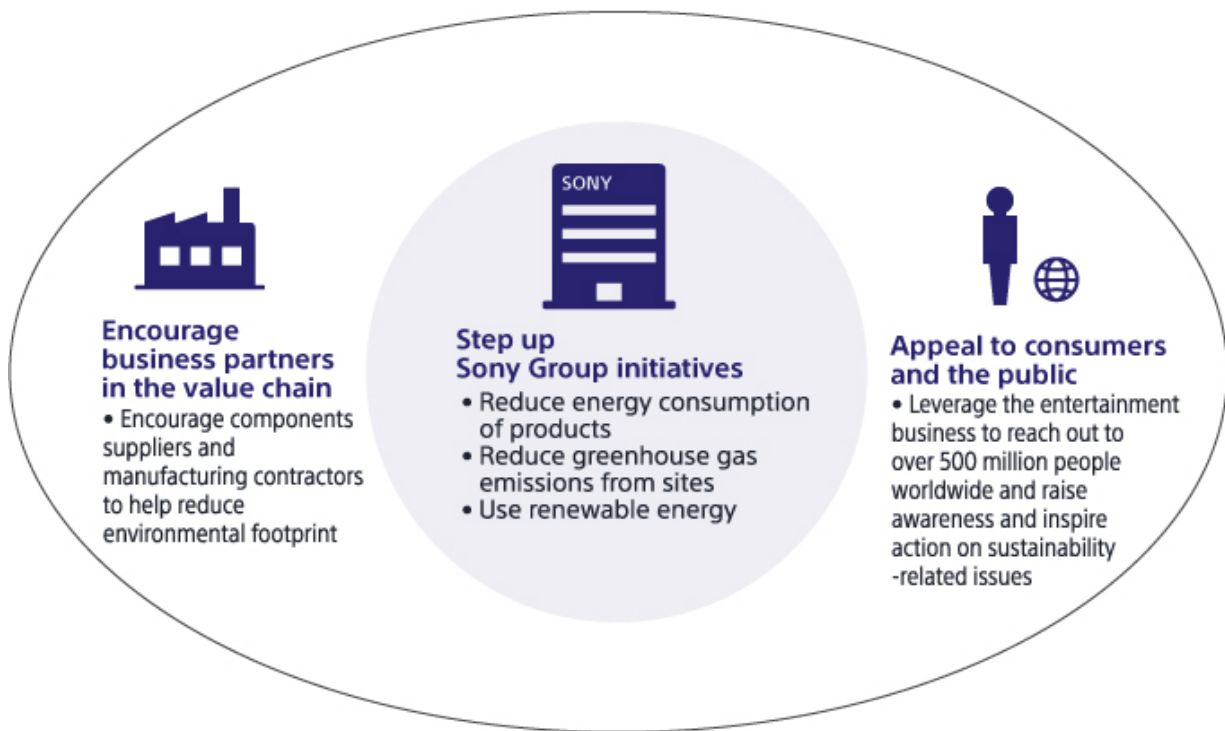 Encourage
business partners
in the value chain
• Encourage components
suppliers and
manufacturing contractors
to help reduce
environmental footprint
SONY
Step up
Sony Group initiatives
• Reduce energy consumption
of products
• Reduce greenhouse gas
emissions from sites
• Use renewable energy
Appeal to consumers
and the public
• Leverage the entertainment
business to reach out to
over 500 million people
worldwide and raise
awareness and inspire
action on sustainability
-related issues